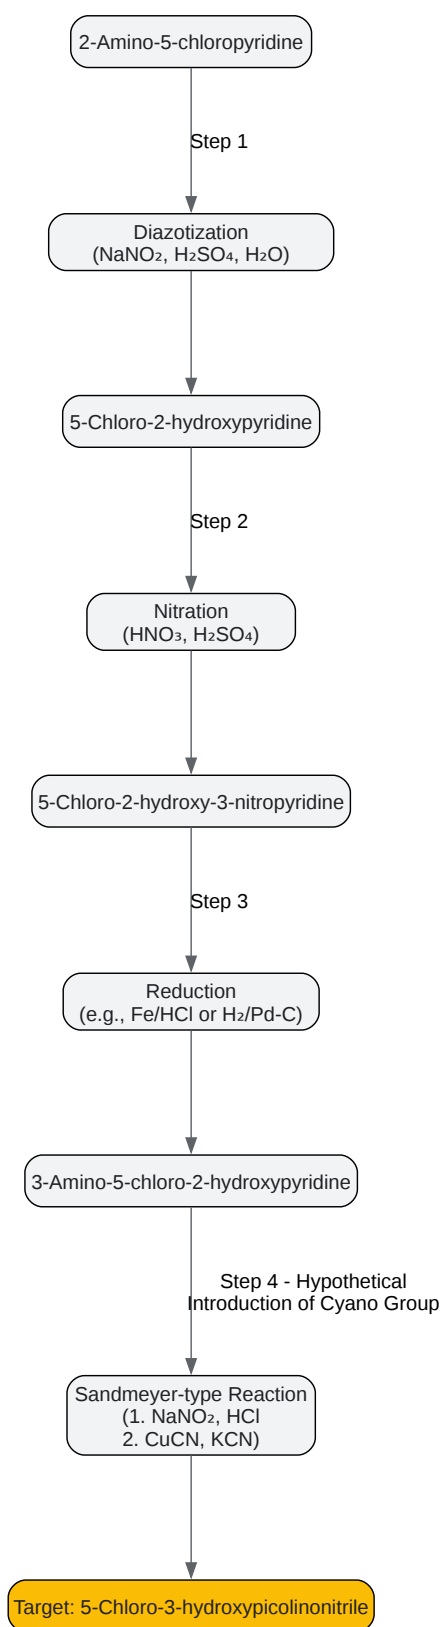 2-Amino-5-chloropyridine
Step 1
Diazotization
(NaNO₂, H₂SO₄, H₂O)
5-Chloro-2-hydroxypyridine
Step 2
Nitration
(HNO₃, H₂SO₄)
5-Chloro-2-hydroxy-3-nitropyridine
Step 3
Reduction
(e.g., Fe/HCl or H₂/Pd-C)
3-Amino-5-chloro-2-hydroxypyridine
Step 4 - Hypothetical
Introduction of Cyano Group
Sandmeyer-type Reaction
(1. NaNO₂, HCl
2. CuCN, KCN)
Target: 5-Chloro-3-hydroxypicolinonitrile